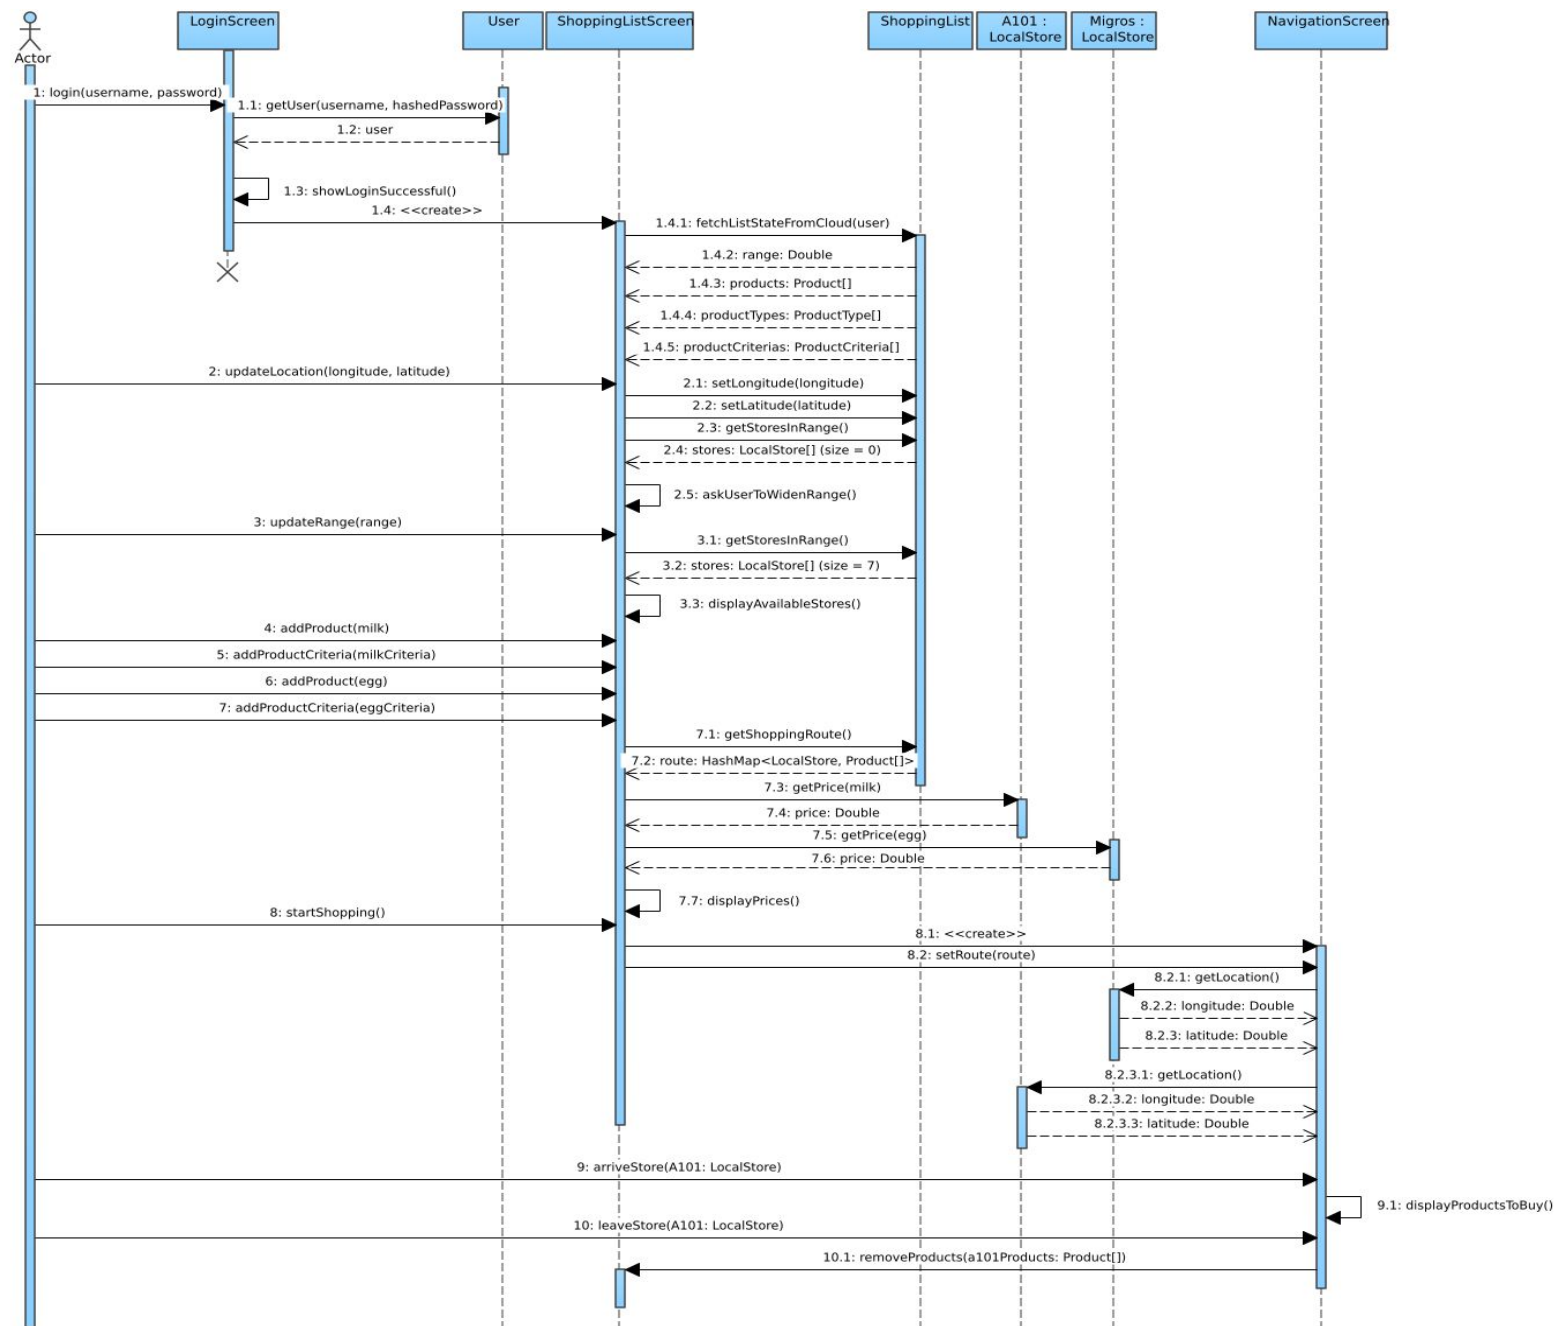 LoginScreen
User
ShoppingListScreen
ShoppingList
A101 :
LocalStore
Migros :
LocalStore
NavigationScreen
Actor
1: login(username, password)
1.1: getUser(username, hashedPassword)
1.2: user
1.3: showLoginSuccessful()
1.4: <<create>>
1.4.1: fetchListStateFromCloud(user)
1.4.2: range: Double
1.4.3: products: Product[]
1.4.4: productTypes: ProductType[]
1.4.5: productCriterias: ProductCriteria[]
2: updateLocation(longitude, latitude)
2.1: setLongitude(longitude)
2.2: setLatitude(latitude)
2.3: getStoresInRange()
2.4: stores: LocalStore[] (size = 0)
2.5: askUserToWidenRange()
3: updateRange(range)
3.1: getStoresInRange()
3.2: stores: LocalStore[] (size = 7)
3.3: displayAvailableStores()
4: addProduct(milk)
5: addProductCriteria(milkCriteria)
6: addProduct(egg)
7: addProductCriteria(eggCriteria)
7.1: getShoppingRoute()
7.2: route: HashMap<LocalStore, Product[]>
7.3: getPrice(milk)
7.4: price: Double
7.5: getPrice(egg)
7.6: price: Double
7.7: displayPrices()
8: startShopping()
8.1: <<create>>
8.2: setRoute(route)
8.2.1: getLocation()
8.2.2: longitude: Double
8.2.3: latitude: Double
8.2.3.1: getLocation()
8.2.3.2: longitude: Double
8.2.3.3: latitude: Double
9: arriveStore(A101: LocalStore)
9.1: displayProductsToBuy()
10: leaveStore(A101: LocalStore)
10.1: removeProducts(a101Products: Product[])